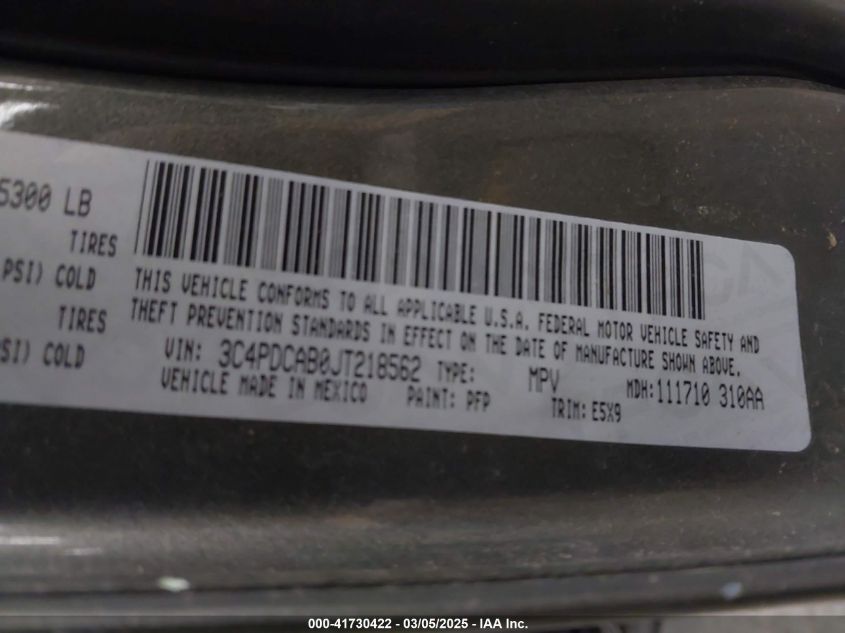 5300 LB
TIRES
PSI) COLD
TIRES
SI) COLD
THIS VEHICLE CONFORMS TO ALL APPLICABLE U.S.A. FEDERAL MOTOR VEHICLE SAFETY AND
THEFT PREVENTION STANDARDS IN EFFECT ON THE DATE OF MANUFACTURE SHOWN ABOVE.
VIN: 3C4PDCAB0JT218562 TYPE: MPV MDH:111710 310AA
VEHICLE MADE IN MEXICO PAINT: PFP TRIM: E5X9
000-41730422 - 03/05/2025 - IAA Inc.